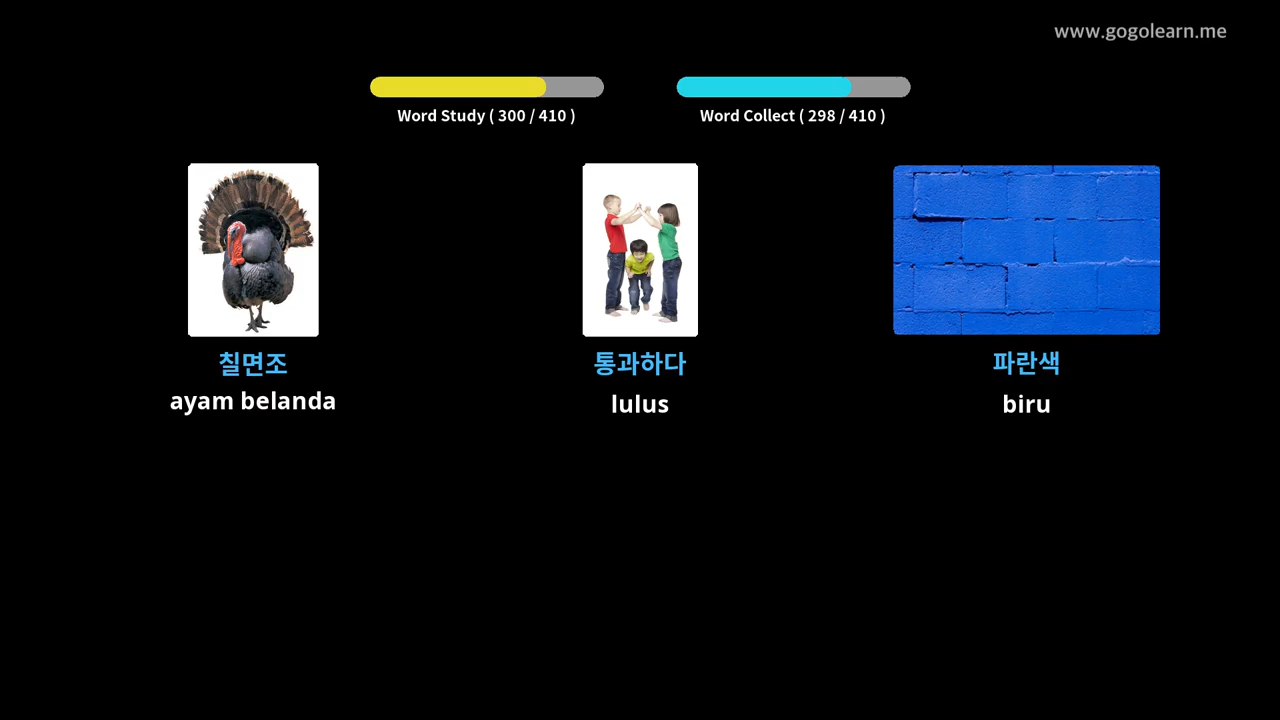 www.gogolearn.me
Word Study ( 300 / 410 )
Word Collect ( 298 / 410 )
칠면조
ayam belanda
통과하다
lulus
파란색
biru